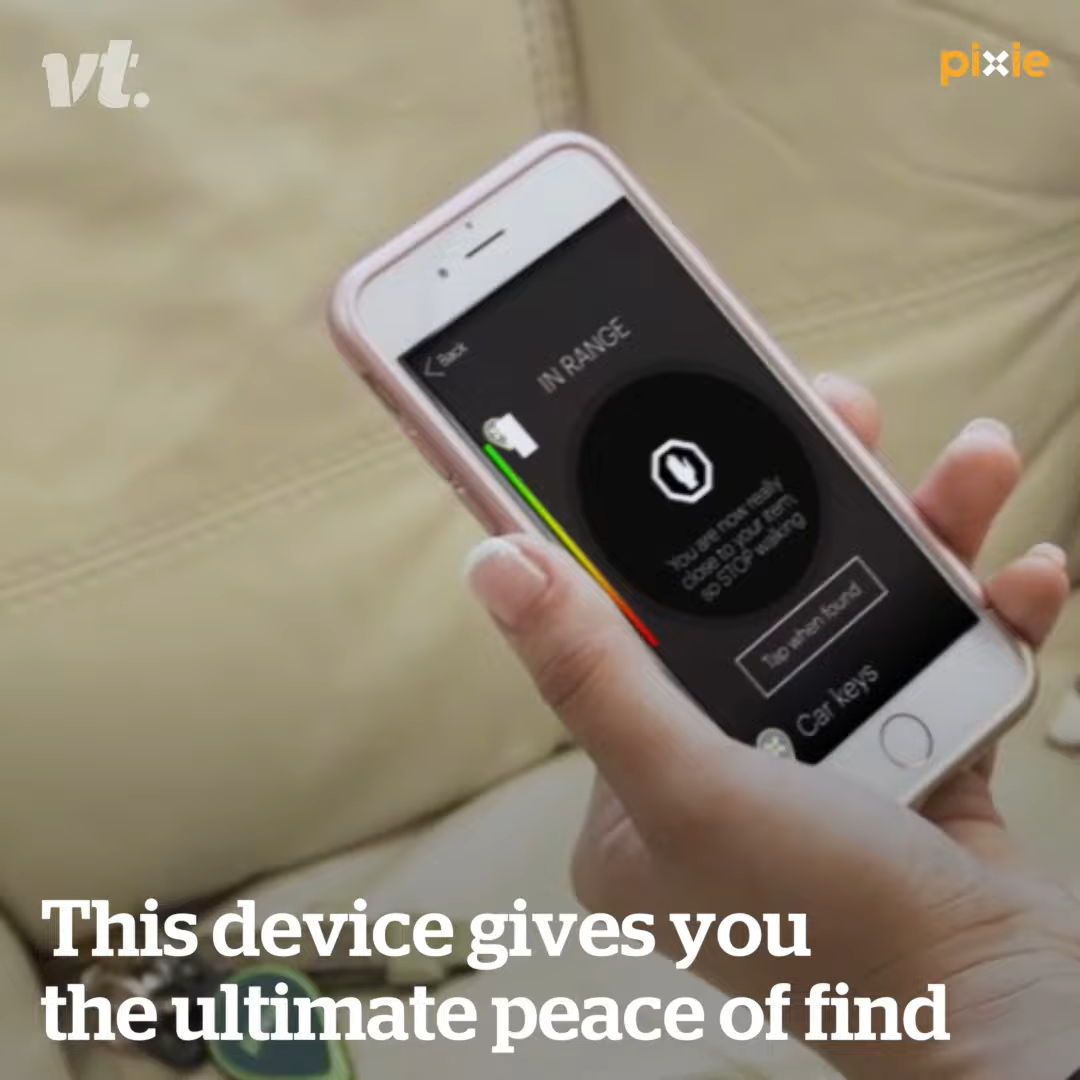 vt.
pixie
Back
IN RANGE
You are now really
close to your item
so STOP walking
Tap when found
Car keys
This device gives you
the ultimate peace of find